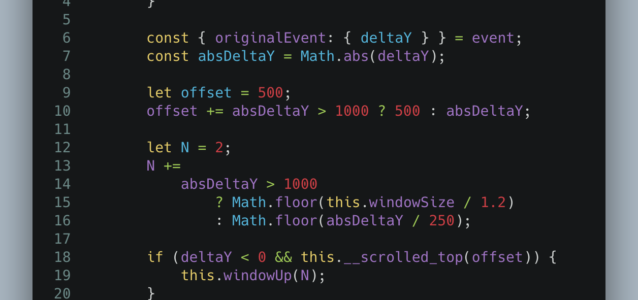 4 }
5
6 const { originalEvent: { deltaY } } = event;
7 const absDeltaY = Math.abs(deltaY);
8
9 let offset = 500;
10 offset += absDeltaY > 1000 ? 500 : absDeltaY;
11
12 let N = 2;
13 N +=
14 absDeltaY > 1000
15 ? Math.floor(this.windowSize / 1.2)
16 : Math.floor(absDeltaY / 250);
17
18 if (deltaY < 0 && this.__scrolled_top(offset)) {
19 this.windowUp(N);
20 }